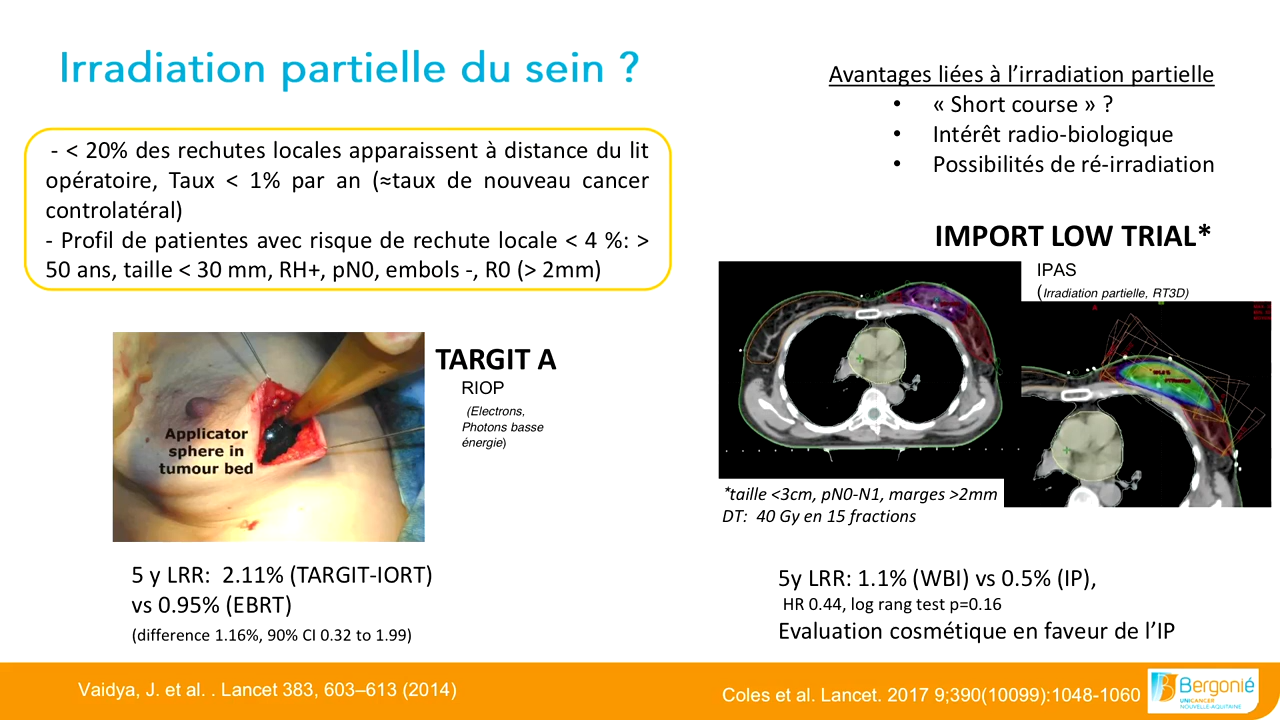 Irradiation partielle du sein ?
- < 20% des rechutes locales apparaissent à distance du lit
opératoire, Taux < 1% par an (≈taux de nouveau cancer
controlatéral)
- Profil de patientes avec risque de rechute locale < 4 %: >
50 ans, taille < 30 mm, RH+, pN0, embols -, R0 (> 2mm)
Applicator
sphere in
tumour bed
TARGIT A
RIOP
(Electrons,
Photons basse
énergie)
5 y LRR: 2.11% (TARGIT-IORT)
vs 0.95% (EBRT)
(difference 1.16%, 90% CI 0.32 to 1.99)
Vaidya, J. et al. . Lancet 383, 603–613 (2014)
Avantages liées à l’irradiation partielle
• « Short course » ?
• Intérêt radio-biologique
• Possibilités de ré-irradiation
IMPORT LOW TRIAL*
IPAS
(Irradiation partielle, RT3D)
*taille <3cm, pN0-N1, marges >2mm
DT: 40 Gy en 15 fractions
5y LRR: 1.1% (WBI) vs 0.5% (IP),
HR 0.44, log rang test p=0.16
Evaluation cosmétique en faveur de l’IP
Coles et al. Lancet. 2017 9;390(10099):1048-1060
Bergonié
UNICANCER
NOUVELLE-AQUITAINE